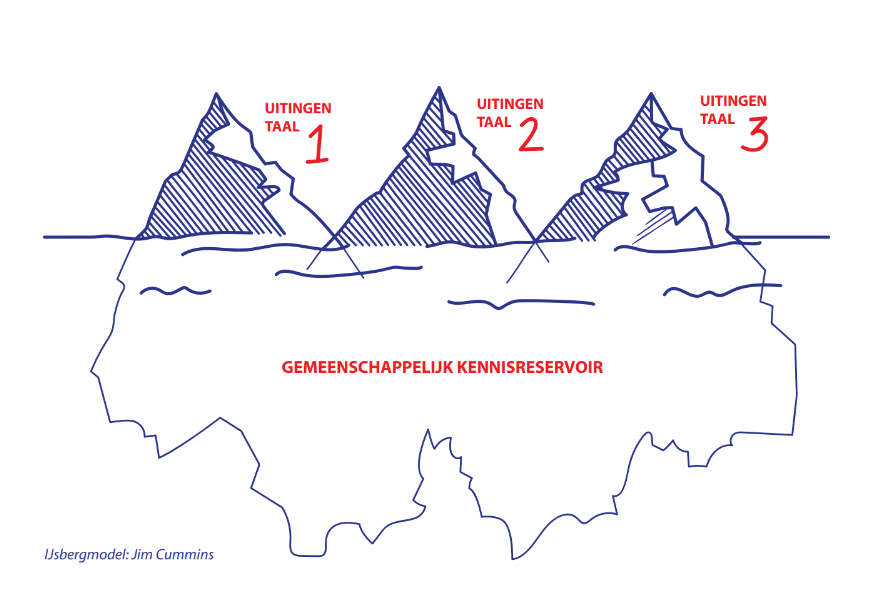 UITINGEN
TAAL 1
UITINGEN
TAAL 2
UITINGEN
TAAL 3
GEMEENSCHAPPELIJK KENNISRESERVOIR
IJsbergmodel: Jim Cummins